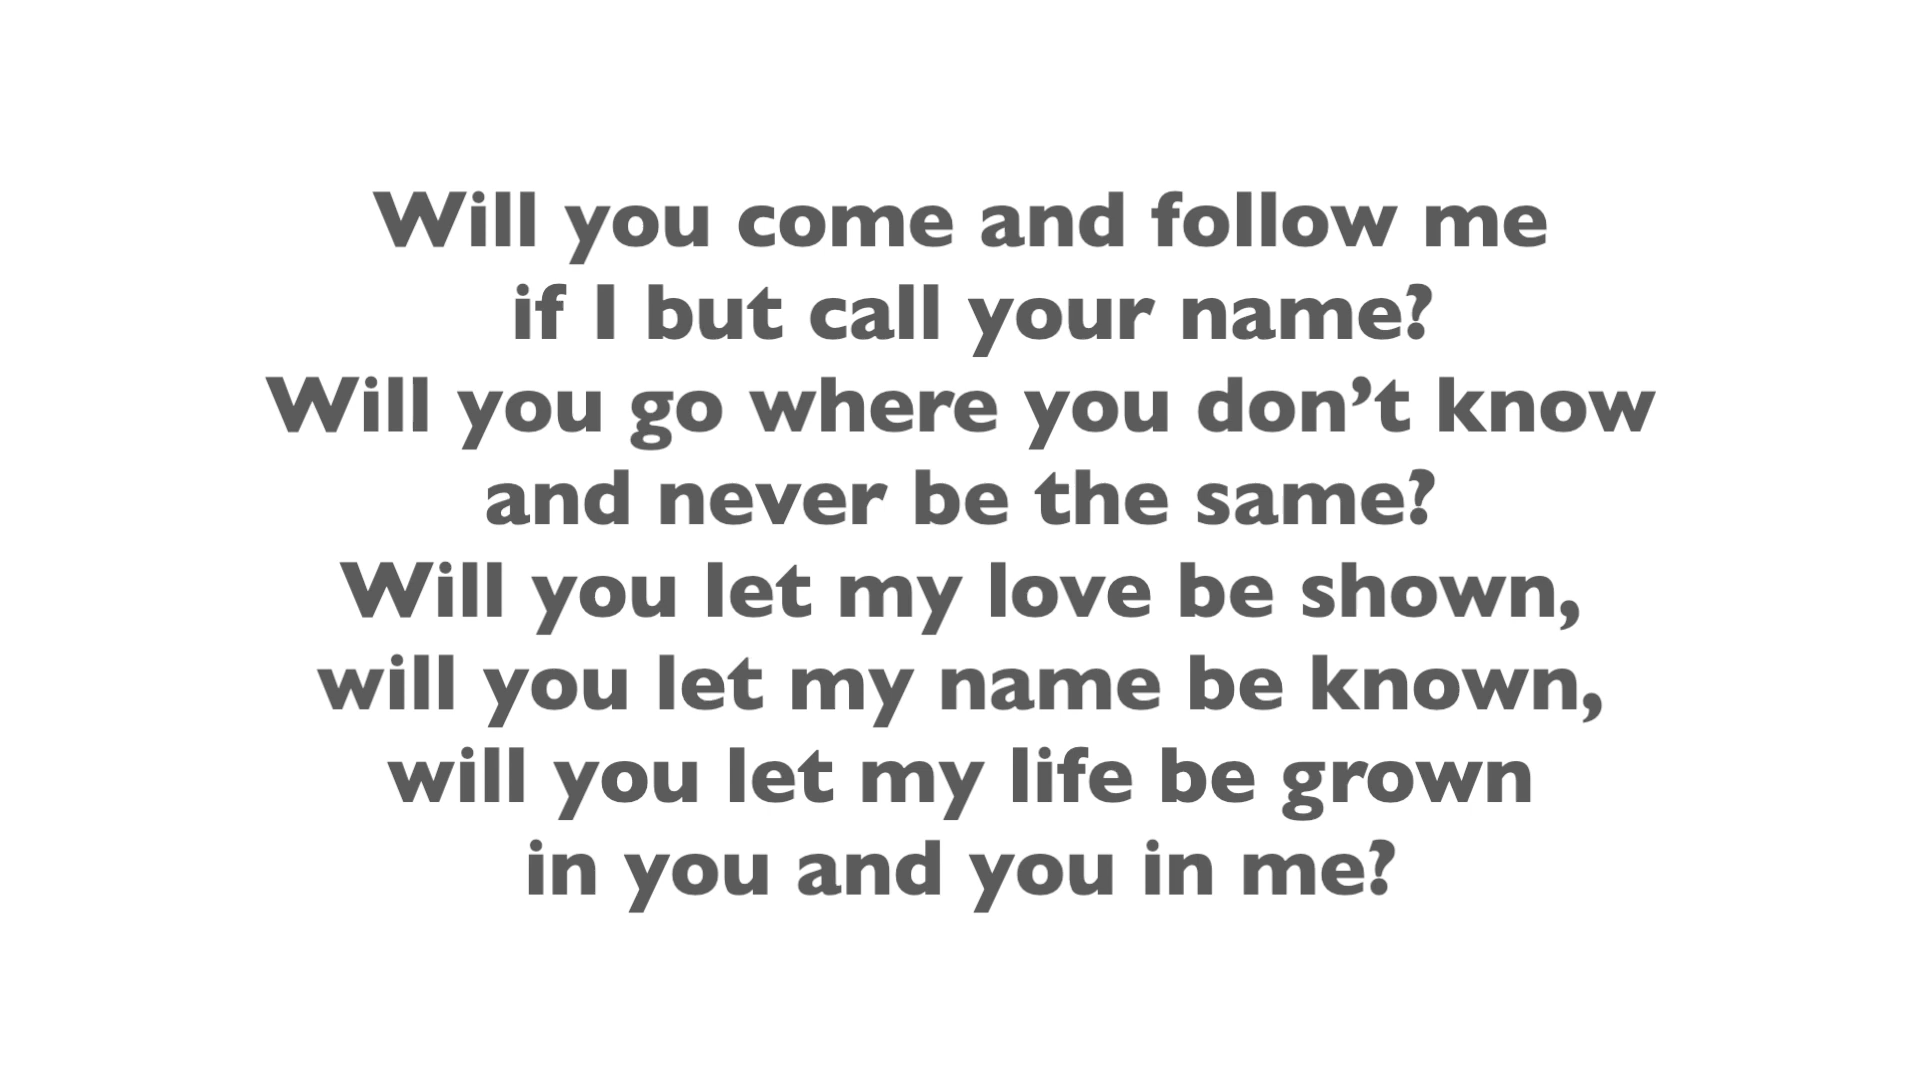 Will you come and follow me
if I but call your name?
Will you go where you don’t know
and never be the same?
Will you let my love be shown,
will you let my name be known,
will you let my life be grown
in you and you in me?